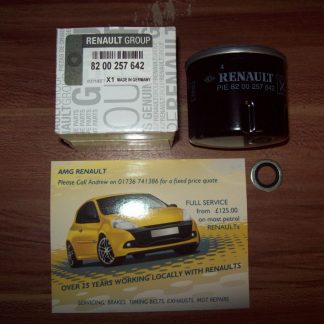 RENAULT GROUP
82 00 257 642
X1 MADE IN GERMANY
RENAULT
PIE 82 00 257 642
AMG RENAULT
Please Call Andrew on 01736 741386 for a fixed price quote
FULL SERVICE
from £125.00
on most petrol
RENAULTs
OVER 25 YEARS WORKING LOCALLY WITH RENAULTS
SERVICING, BRAKES, TIMING BELTS, EXHAUSTS, MOT REPAIRS